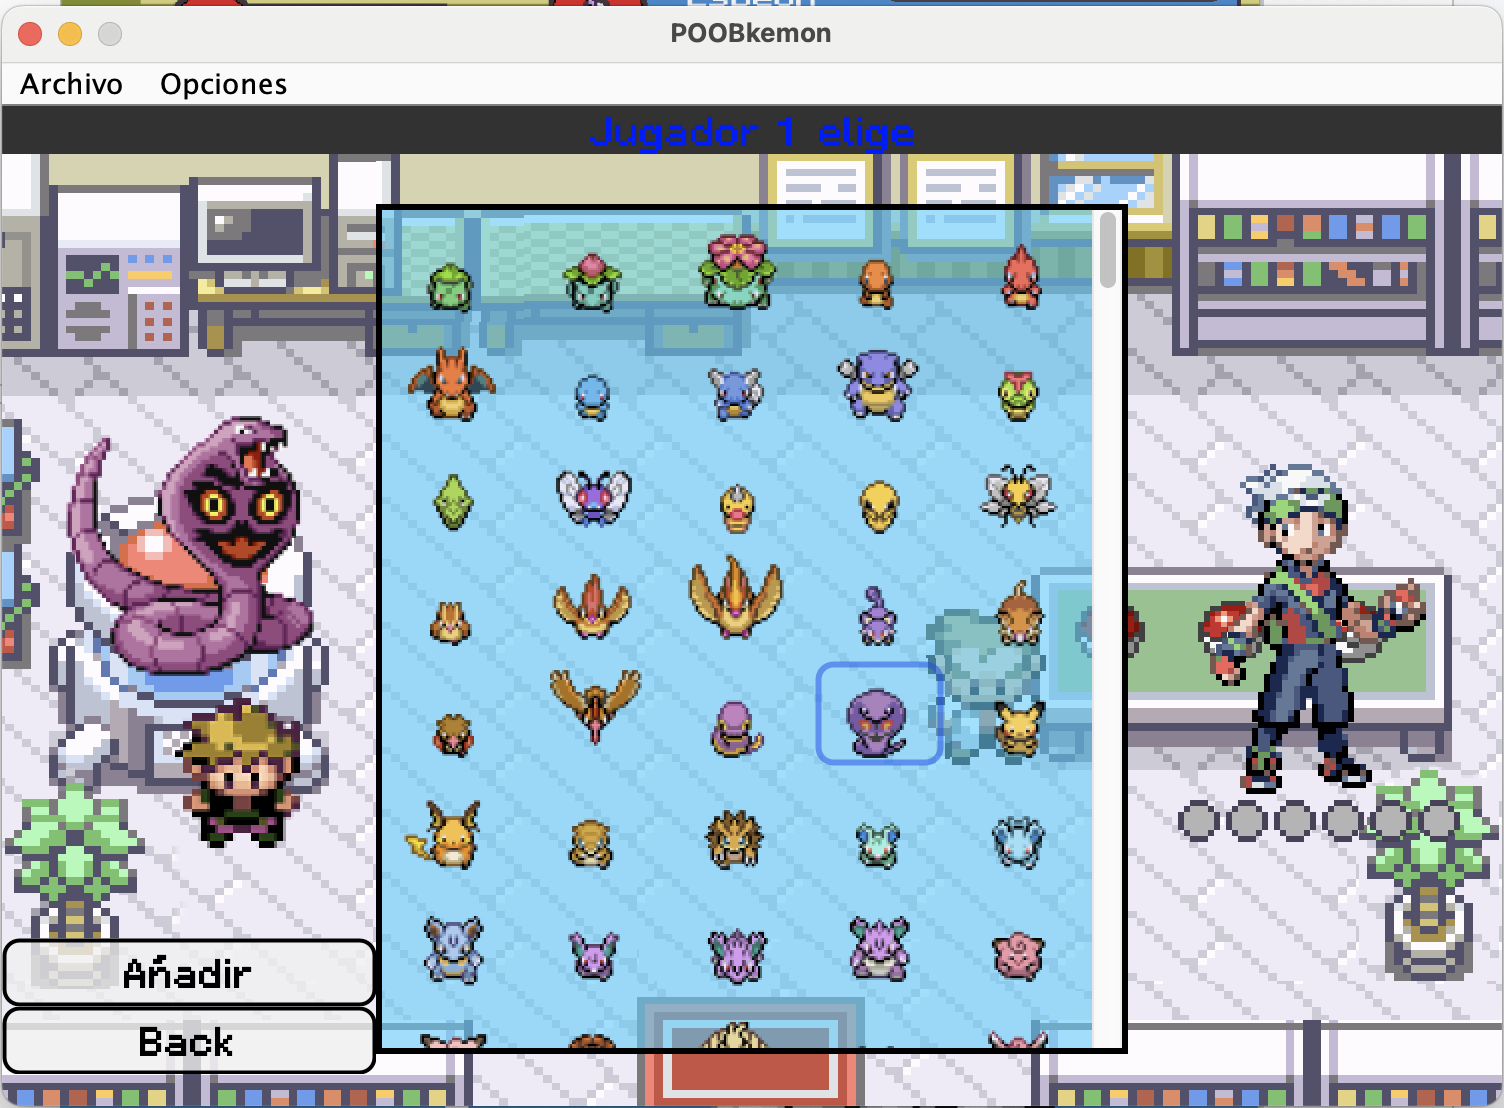 POOBkemon
Archivo Opciones
Jugador 1 elige
Añadir
Back